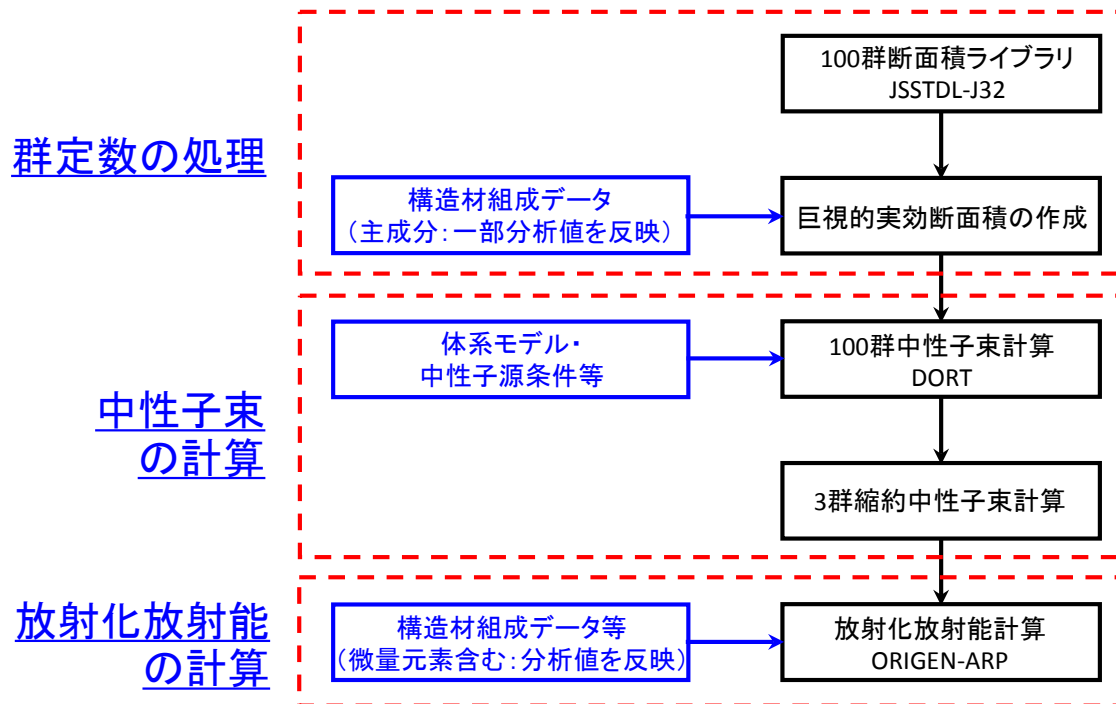 群定数の処理
100群断面積ライブラリ
JSSTDL-J32
構造材組成データ
(主成分:一部分析値を反映)
巨視的実効断面積の作成
中性子束
の計算
体系モデル・
中性子源条件等
100群中性子束計算
DORT
3群縮約中性子束計算
放射化放射能
の計算
構造材組成データ等
(微量元素含む:分析値を反映)
放射化放射能計算
ORIGEN-ARP